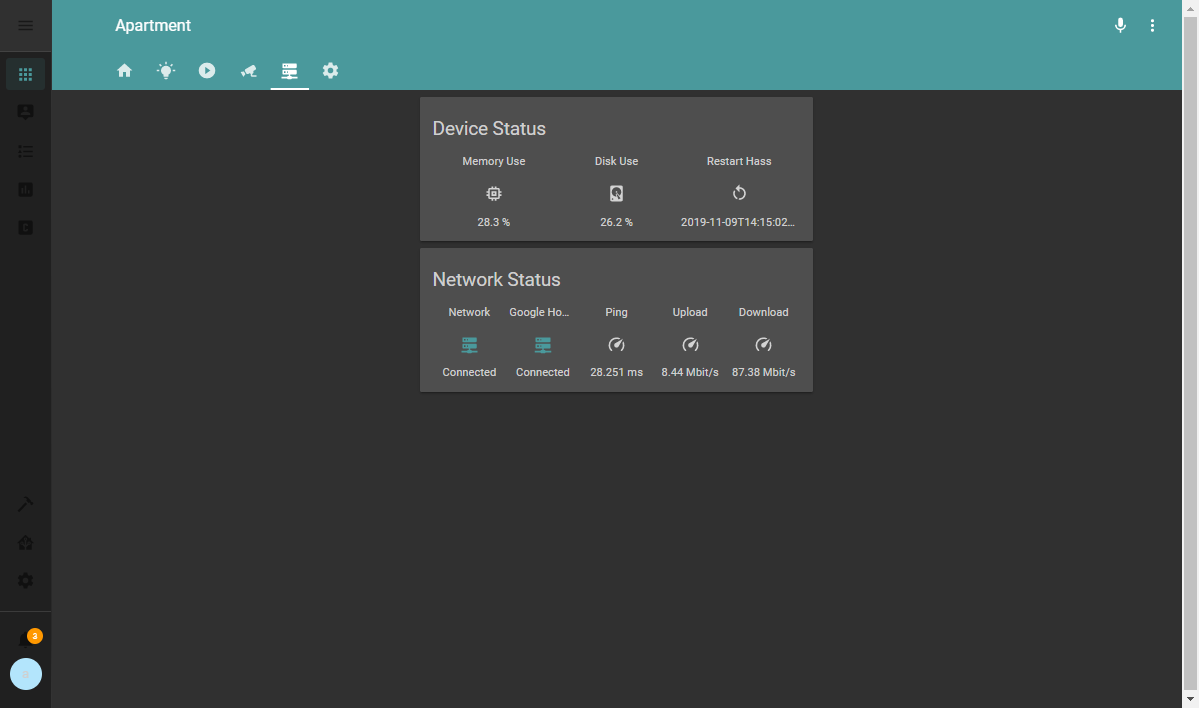 Apartment
Device Status
Memory Use Disk Use Restart Hass
28.3 % 26.2 % 2019-11-09T14:15:02...
Network Status
Network Google Ho... Ping Upload Download
Connected Connected 28.251 ms 8.44 Mbit/s 87.38 Mbit/s
3